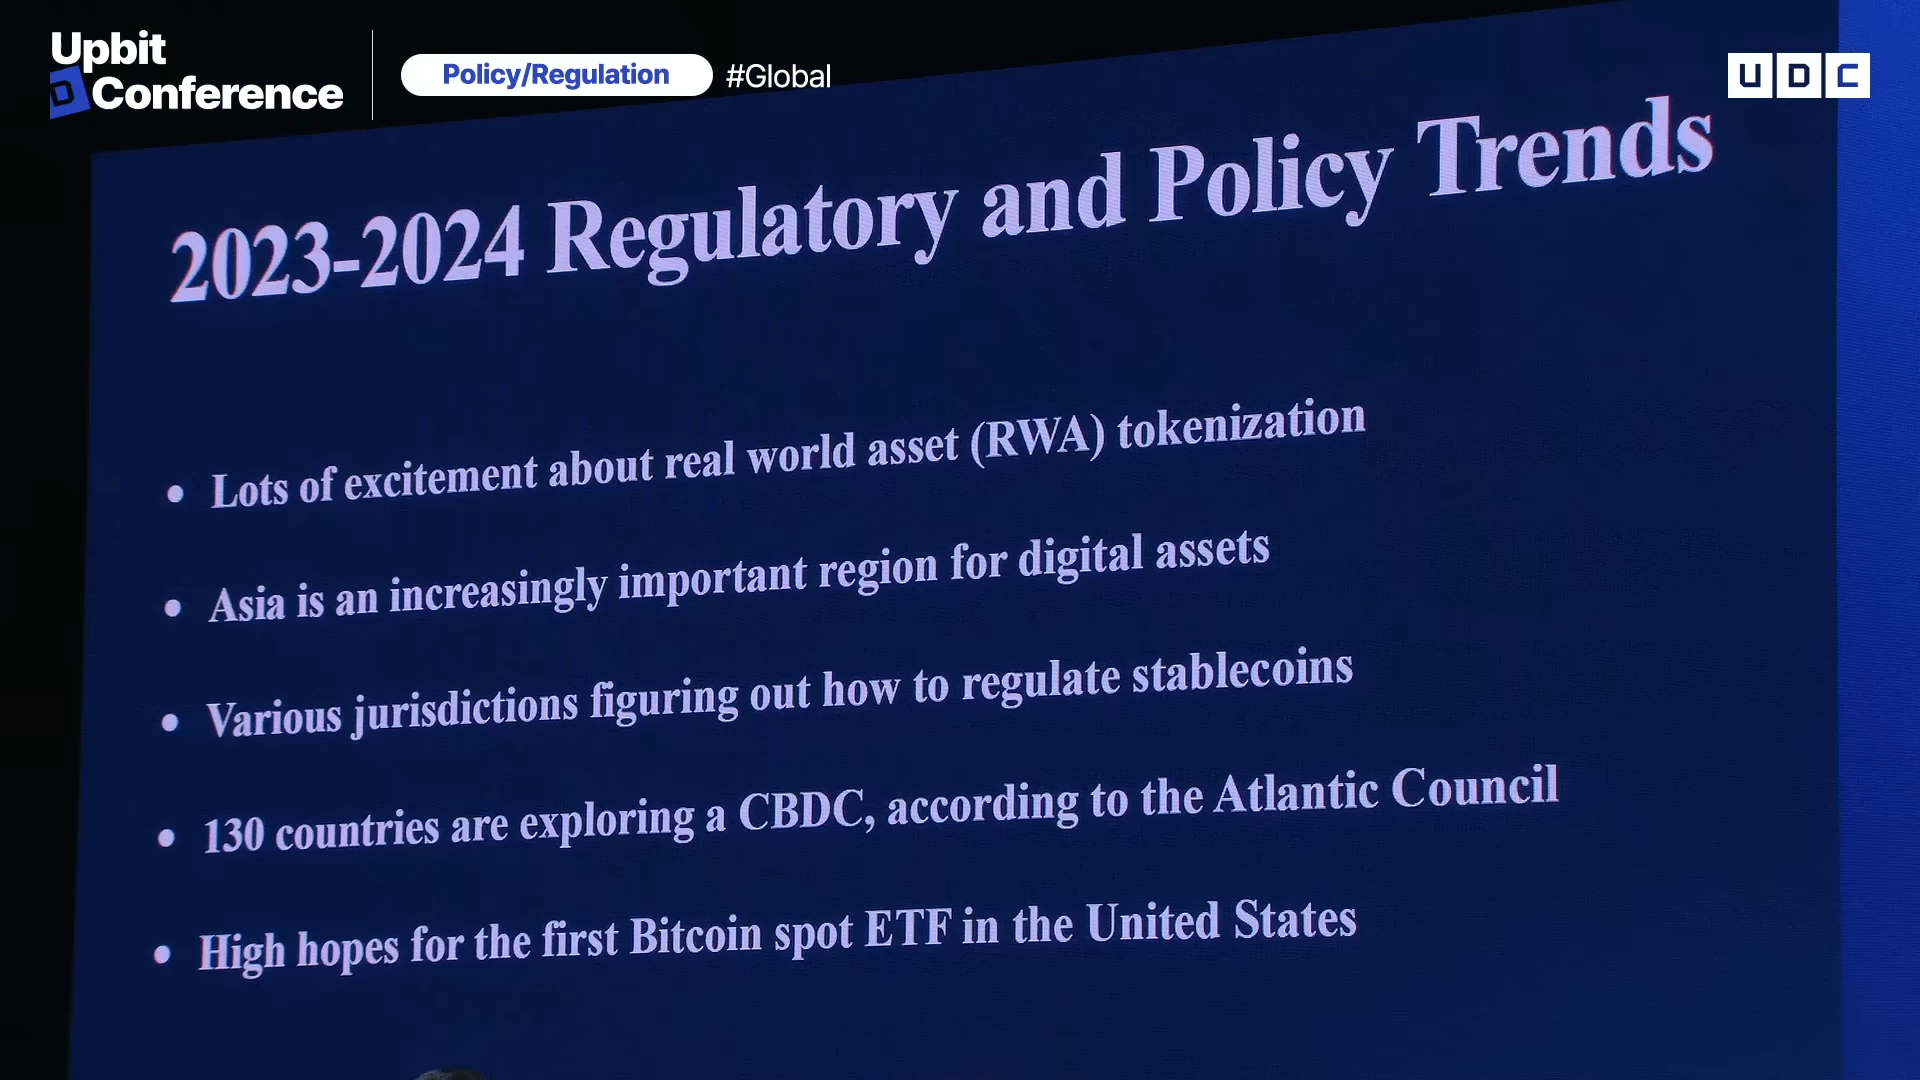 Upbit
D Conference
Policy/Regulation #Global
UDC
2023-2024 Regulatory and Policy Trends
• Lots of excitement about real world asset (RWA) tokenization
• Asia is an increasingly important region for digital assets
• Various jurisdictions figuring out how to regulate stablecoins
• 130 countries are exploring a CBDC, according to the Atlantic Council
• High hopes for the first Bitcoin spot ETF in the United States